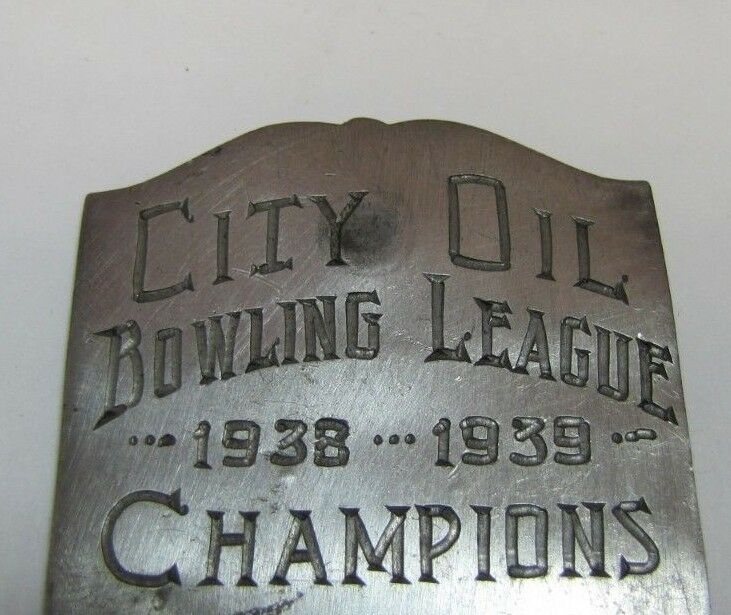 City Oil
Bowling League
··· 1938 ··· 1939 ···
Champions